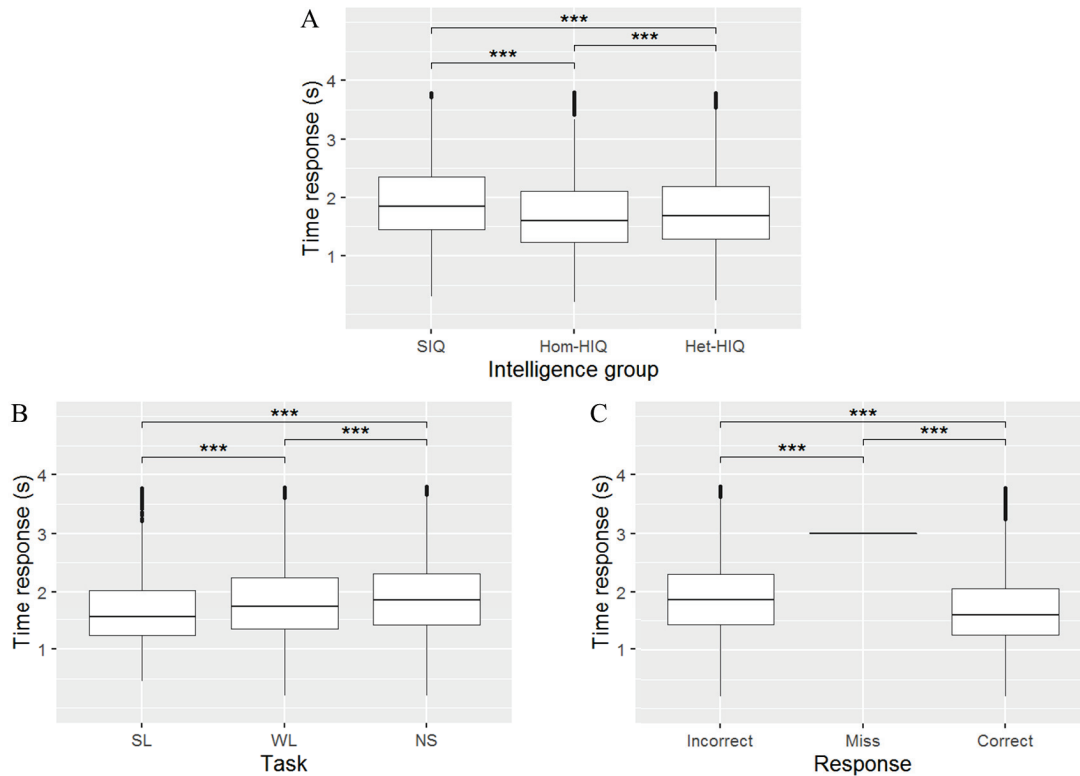 A
***
*** ***
4
3
2
1
Time response (s)
SIQ Hom-HIQ Het-HIQ
Intelligence group
B
***
*** ***
4
3
2
1
Time response (s)
SL WL NS
Task
C
***
*** ***
4
3
2
1
Time response (s)
Incorrect Miss Correct
Response